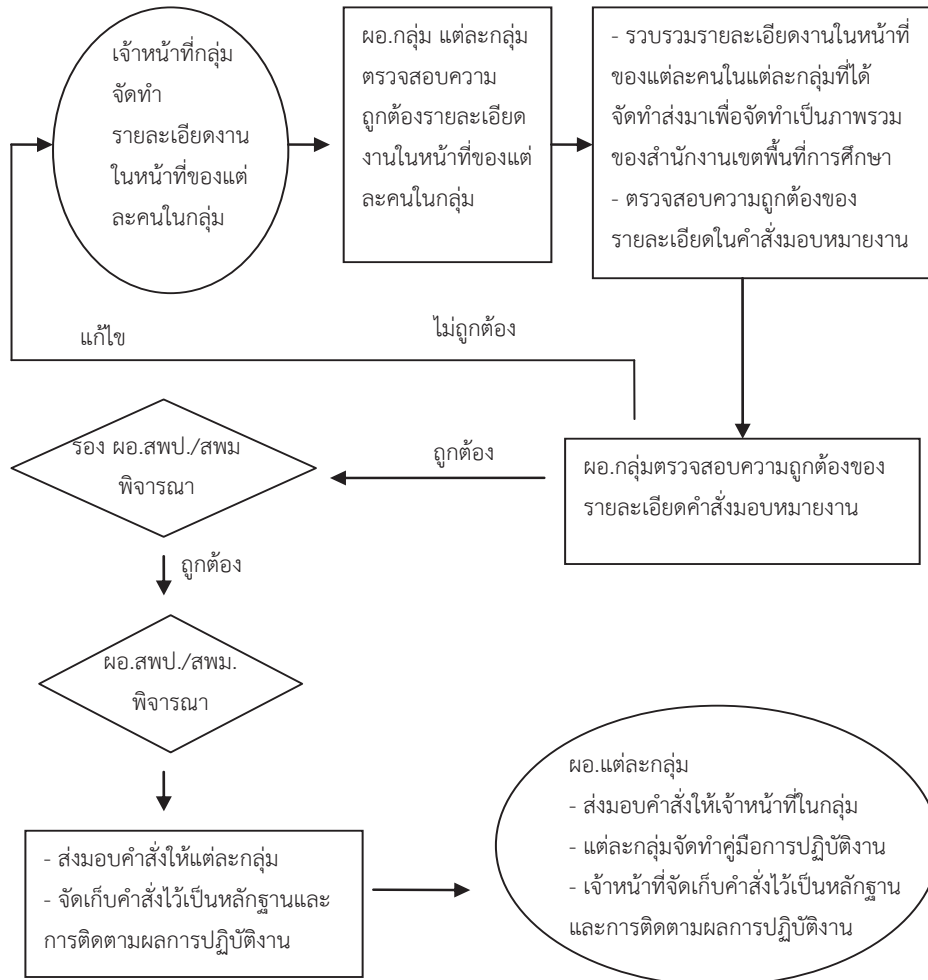 เจ้าหน้าที่กลุ่ม
จัดทำ
รายละเอียดงาน
ในหน้าที่ของแต่
ละคนในกลุ่ม
ผอ.กลุ่ม แต่ละกลุ่ม
ตรวจสอบความ
ถูกต้องรายละเอียด
งานในหน้าที่ของแต่
ละคนในกลุ่ม
- รวบรวมรายละเอียดงานในหน้าที่
ของแต่ละคนในแต่ละกลุ่มที่ได้
จัดทำส่งมาเพื่อจัดทำเป็นภาพรวม
ของสำนักงานเขตพื้นที่การศึกษา
- ตรวจสอบความถูกต้องของ
รายละเอียดในคำสั่งมอบหมายงาน
แก้ไข
ไม่ถูกต้อง
ผอ.กลุ่มตรวจสอบความถูกต้องของ
รายละเอียดคำสั่งมอบหมายงาน
ถูกต้อง
รอง ผอ.สพป./สพม
พิจารณา
ถูกต้อง
ผอ.สพป./สพม.
พิจารณา
- ส่งมอบคำสั่งให้แต่ละกลุ่ม
- จัดเก็บคำสั่งไว้เป็นหลักฐานและ
การติดตามผลการปฏิบัติงาน
ผอ.แต่ละกลุ่ม
- ส่งมอบคำสั่งให้เจ้าหน้าที่ในกลุ่ม
- แต่ละกลุ่มจัดทำคู่มือการปฏิบัติงาน
- เจ้าหน้าที่จัดเก็บคำสั่งไว้เป็นหลักฐาน
และการติดตามผลการปฏิบัติงาน